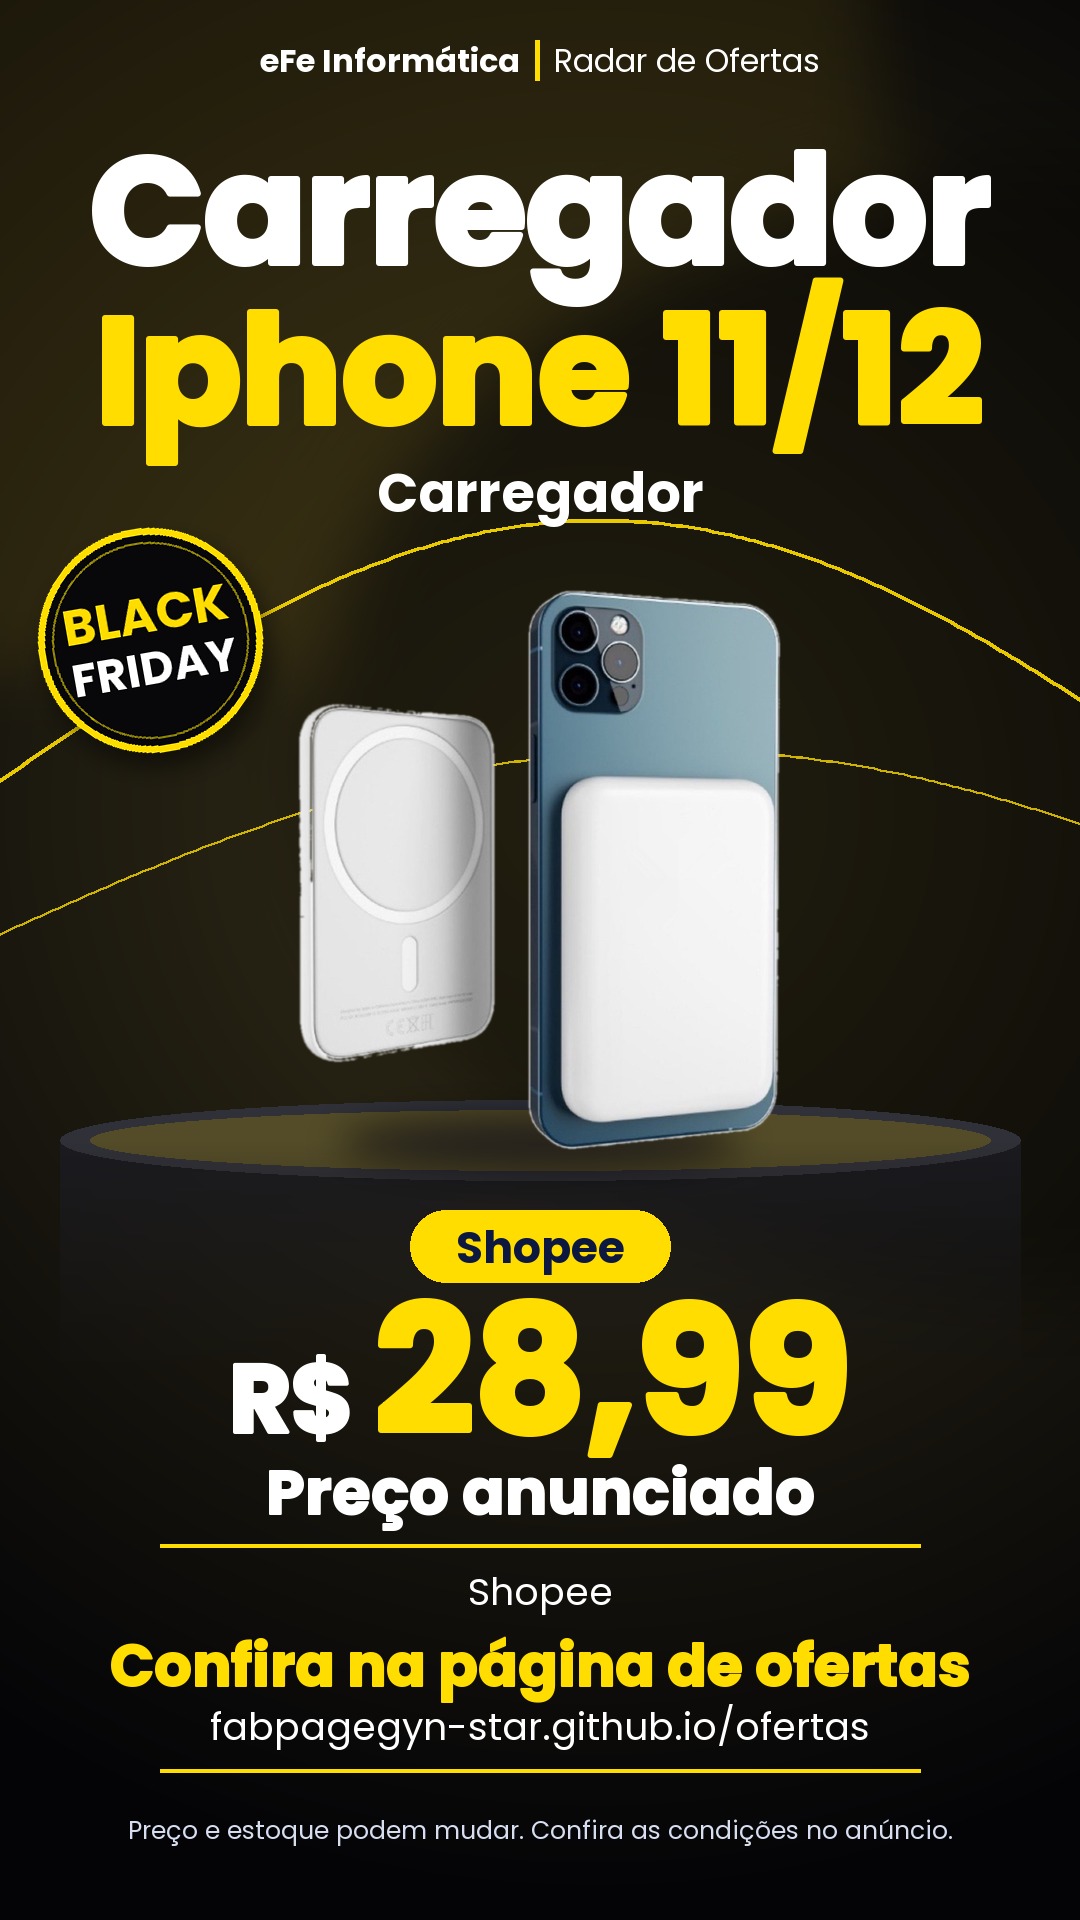 eFe Informática | Radar de Ofertas
Carregador
Iphone 11/12
Carregador
BLACK
FRIDAY
Shopee
R$ 28,99
Preço anunciado
Shopee
Confira na página de ofertas
fabpagegyn-star.github.io/ofertas
Preço e estoque podem mudar. Confira as condições no anúncio.